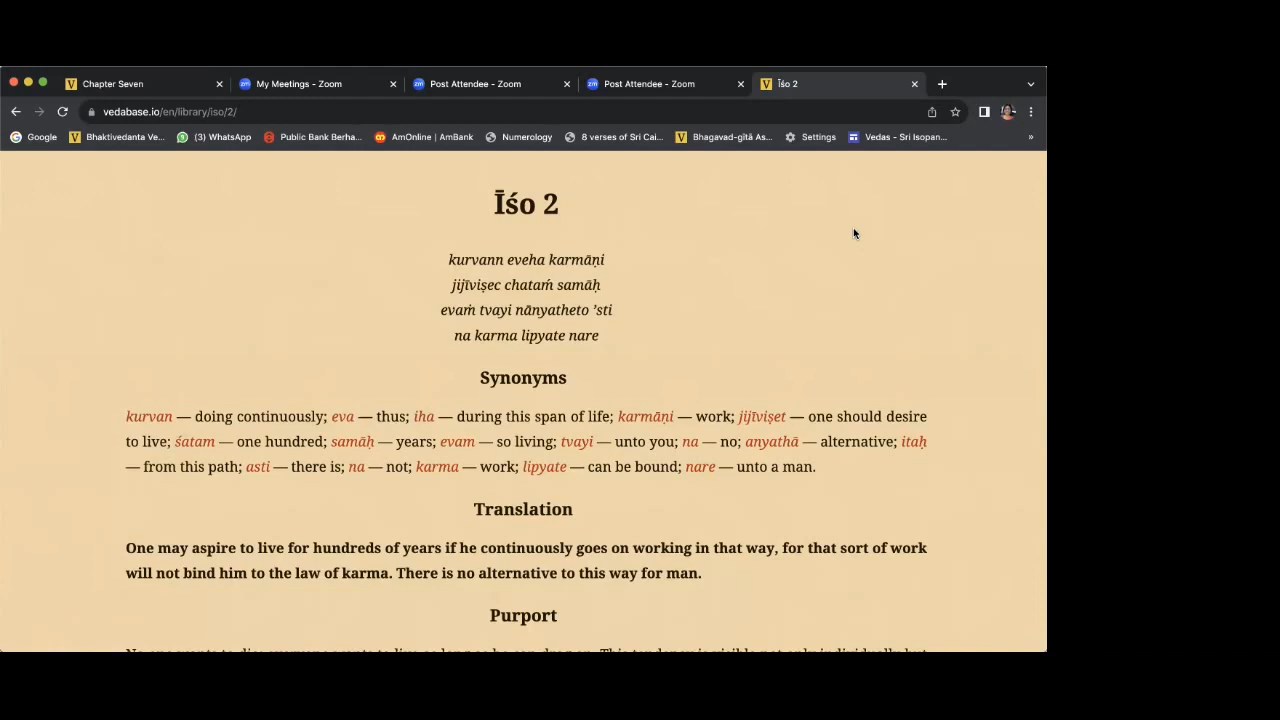 Chapter Seven
My Meetings - Zoom
Post Attendee - Zoom
Post Attendee - Zoom
Īśo 2
vedabase.io/en/library/iso/2/
Google
Bhaktivedanta Ve...
(3) WhatsApp
Public Bank Berha...
AmOnline | AmBank
Numerology
8 verses of Sri Cai...
Bhagavad-gītā As...
Settings
Vedas - Sri Isopan...
»
Īśo 2
kurvann eveha karmāṇi
jijīviṣec chataṁ samāḥ
evaṁ tvayi nānyatheto ’sti
na karma lipyate nare
Synonyms
kurvan — doing continuously; eva — thus; iha — during this span of life; karmāṇi — work; jijīviṣet — one should desire
to live; śatam — one hundred; samāḥ — years; evam — so living; tvayi — unto you; na — no; anyathā — alternative; itaḥ
— from this path; asti — there is; na — not; karma — work; lipyate — can be bound; nare — unto a man.
Translation
One may aspire to live for hundreds of years if he continuously goes on working in that way, for that sort of work
will not bind him to the law of karma. There is no alternative to this way for man.
Purport